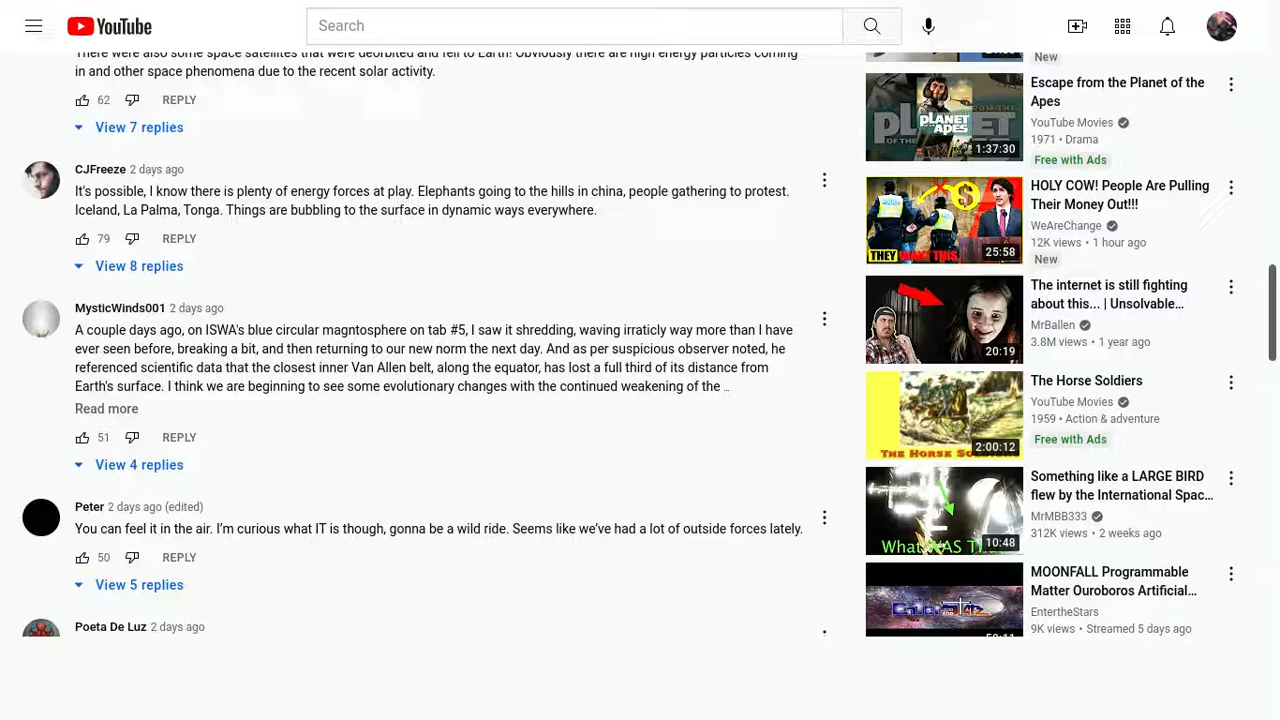 YouTube
Search
There were also some space satellites that were deorbited and fell to Earth! Obviously there are high energy particles coming
in and other space phenomena due to the recent solar activity.
62 REPLY
View 7 replies
CJFreeze 2 days ago
It's possible, I know there is plenty of energy forces at play. Elephants going to the hills in china, people gathering to protest.
Iceland, La Palma, Tonga. Things are bubbling to the surface in dynamic ways everywhere.
79 REPLY
View 8 replies
MysticWinds001 2 days ago
A couple days ago, on ISWA's blue circular magntosphere on tab #5, I saw it shredding, waving irraticly way more than I have
ever seen before, breaking a bit, and then returning to our new norm the next day. And as per suspicious observer noted, he
referenced scientific data that the closest inner Van Allen belt, along the equator, has lost a full third of its distance from
Earth's surface. I think we are beginning to see some evolutionary changes with the continued weakening of the ...
Read more
51 REPLY
View 4 replies
Peter 2 days ago (edited)
You can feel it in the air. I'm curious what IT is though, gonna be a wild ride. Seems like we've had a lot of outside forces lately.
50 REPLY
View 5 replies
Poeta De Luz 2 days ago
New
PLANET
APES
1:37:30
Escape from the Planet of the
Apes
YouTube Movies
1971 • Drama
Free with Ads
THEY WANT THIS
25:58
HOLY COW! People Are Pulling
Their Money Out!!!
WeAreChange
12K views • 1 hour ago
New
20:19
The internet is still fighting
about this... | Unsolvable...
MrBallen
3.8M views • 1 year ago
THE HORSE
2:00:12
The Horse Soldiers
YouTube Movies
1959 • Action & adventure
Free with Ads
What WAS
10:48
Something like a LARGE BIRD
flew by the International Spac...
MrMBB333
312K views • 2 weeks ago
MOONFALL Programmable
Matter Ouroboros Artificial...
EntertheStars
9K views • Streamed 5 days ago